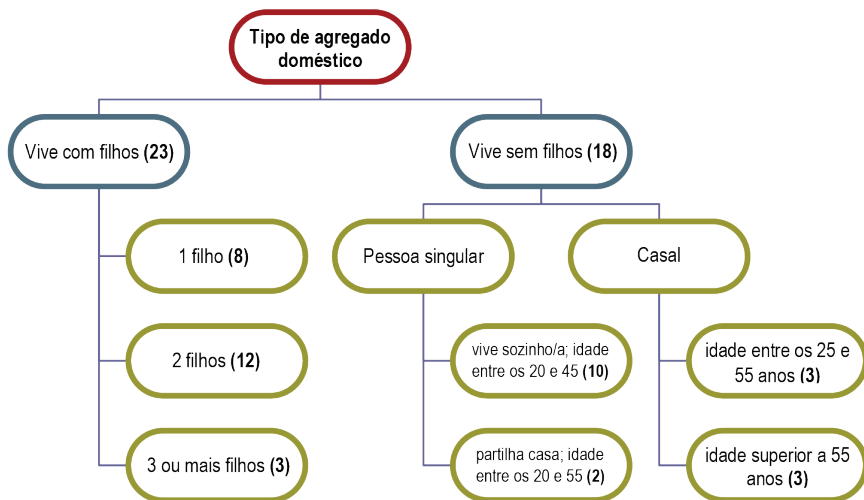 Tipo de agregado
doméstico
Vive com filhos (23)
Vive sem filhos (18)
1 filho (8)
Pessoa singular
Casal
2 filhos (12)
vive sozinho/a; idade
entre os 20 e 45 (10)
idade entre os 25 e
55 anos (3)
3 ou mais filhos (3)
partilha casa; idade
entre os 20 e 55 (2)
idade superior a 55
anos (3)